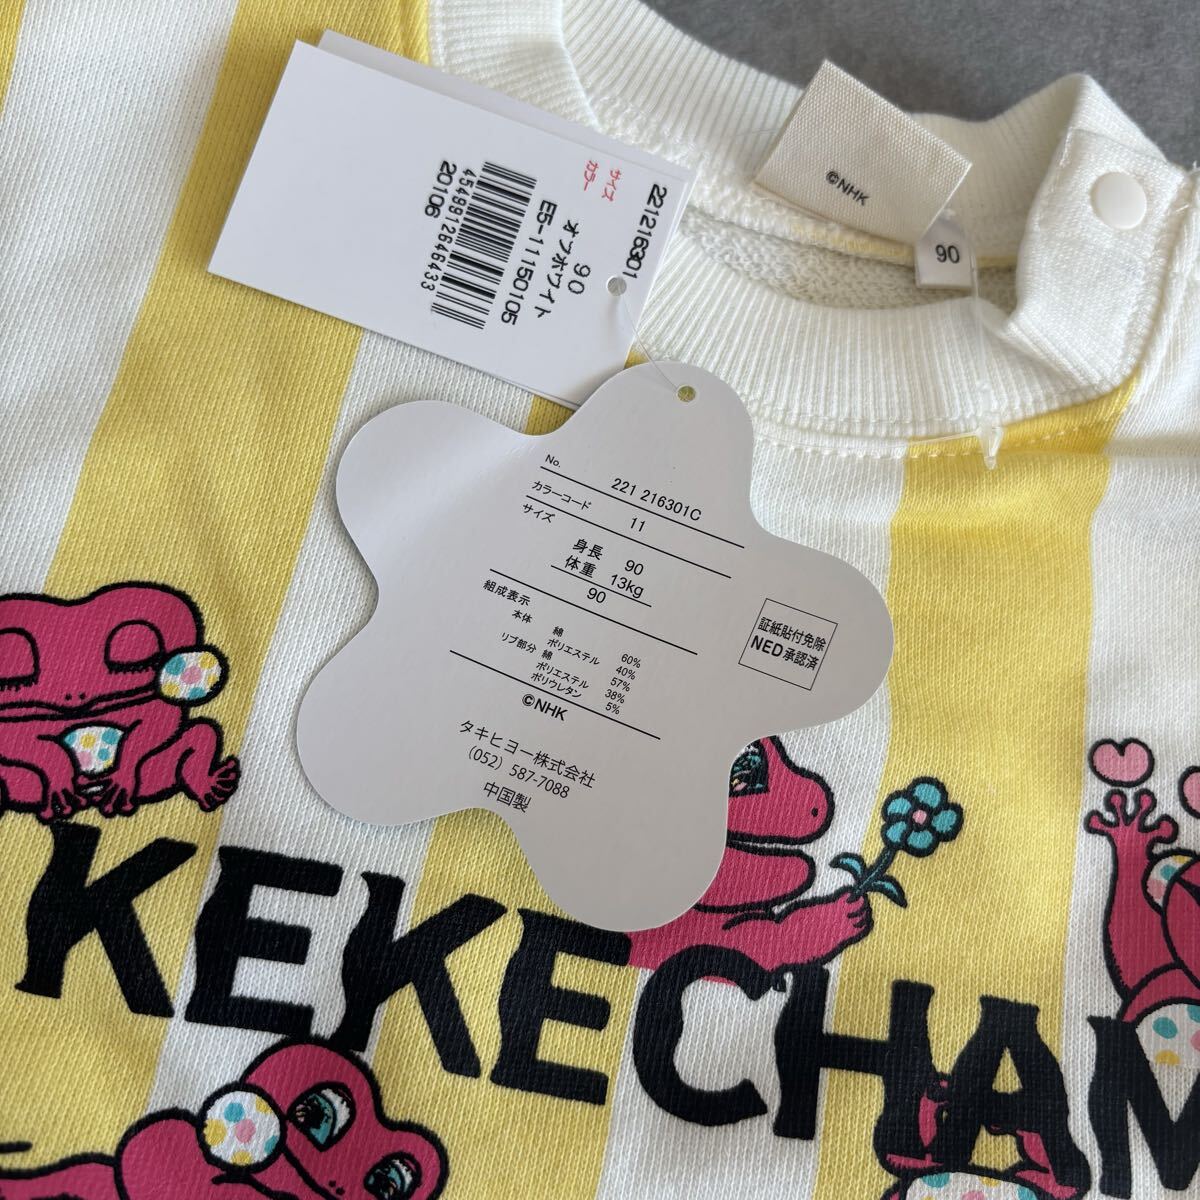 221216301
サイズ 90
カラー オフホワイト
E5-11150105
4549912646433
20106
©NHK
90
No. 221 216301C
カラーコード 11
サイズ
身長 90
体重 13kg
90
組成表示
本体 綿 60%
ポリエステル 40%
リブ部分 綿 57%
ポリエステル 38%
ポリウレタン 5%
©NHK
証紙貼付免除
NED承認済
タキヒヨー株式会社
(052) 587-7088
中国製
KEKECHAM